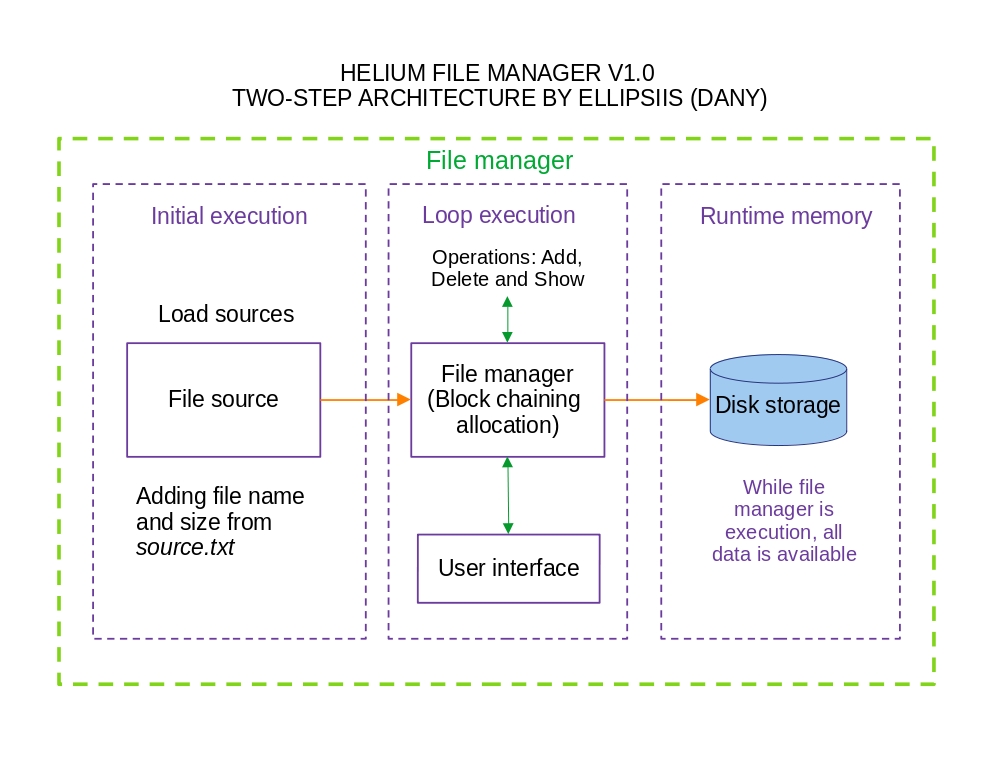 HELIUM FILE MANAGER V1.0
TWO-STEP ARCHITECTURE BY ELLIPSIIS (DANY)
File manager
Initial execution
Load sources
File source
Adding file name
and size from
source.txt
Loop execution
Operations: Add,
Delete and Show
File manager
(Block chaining
allocation)
User interface
Runtime memory
Disk storage
While file
manager is
execution, all
data is available